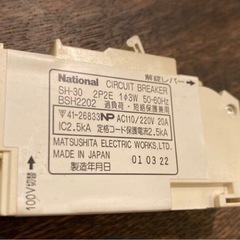 解錠レバー→
National CIRCUIT BREAKER
SH-30 2P2E 1φ3W 50-60Hz
BSH2202 過負荷・短絡保護兼用
41-26833 NP AC110/220V 20A
IC2.5kA 定格コード保護電流2.5kA
MATSUSHITA ELECTRIC WORKS,LTD.
MADE IN JAPAN 01 03 22
製造年月日
100V